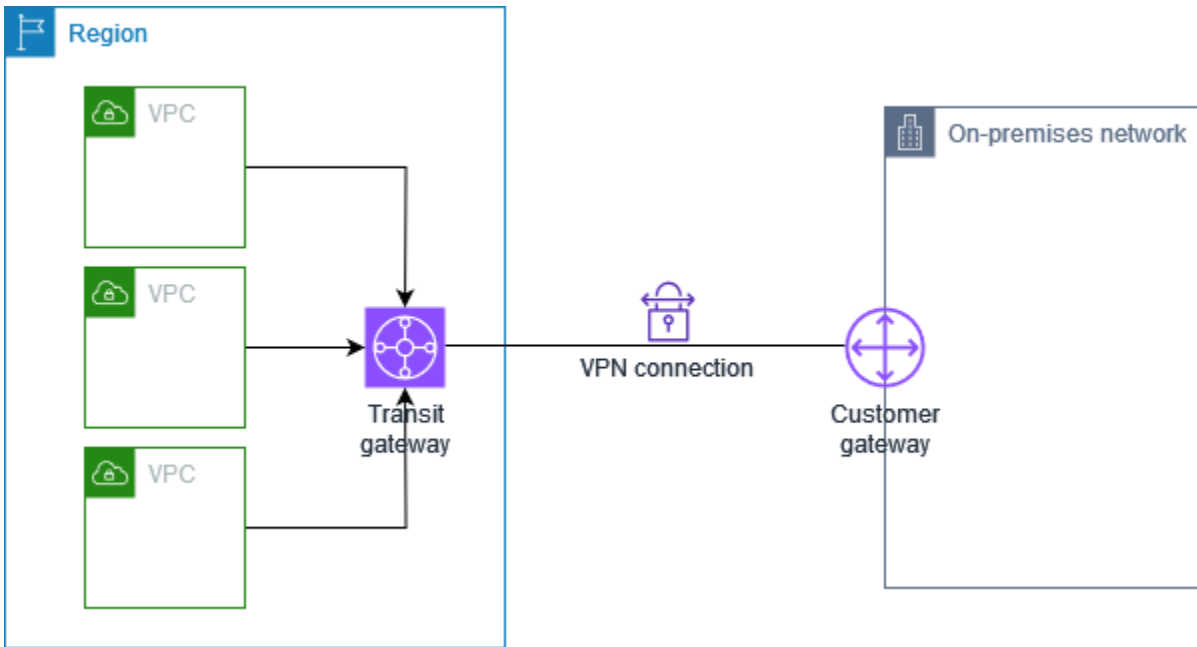 Region
VPC
On-premises network
VPC
VPN connection
Transit
gateway
Customer
gateway
VPC